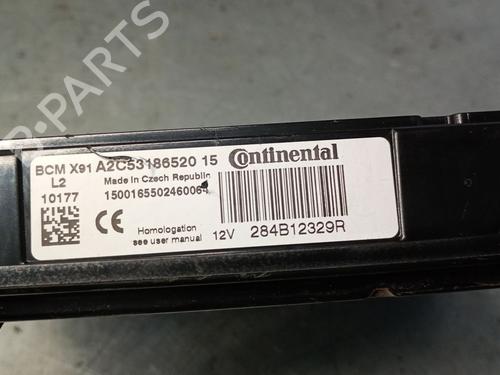 B-PARTS
BCM X91 A2C53186520 15 Continental
L2 Made in Czech Republic
10177 150016550246006
CE
Homologation
see user manual 12V 284B12329R